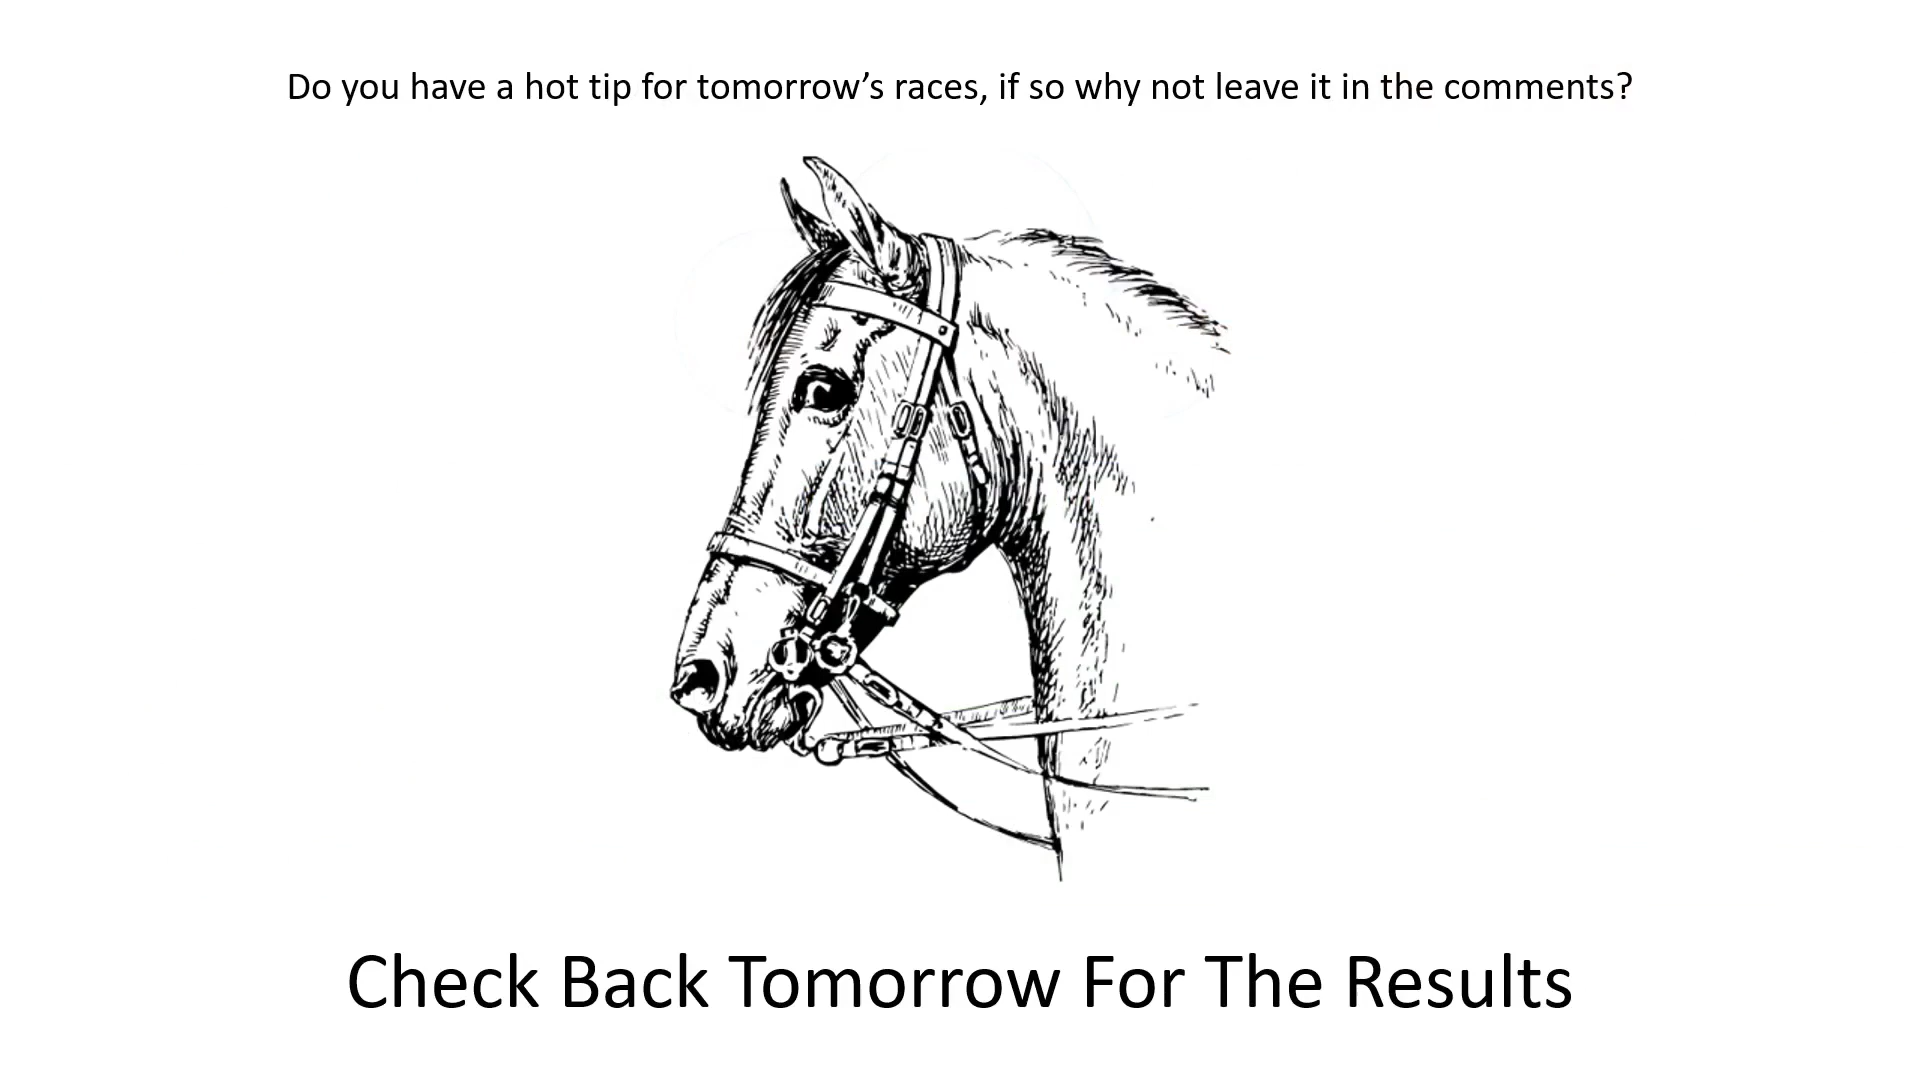 Do you have a hot tip for tomorrow’s races, if so why not leave it in the comments?
Check Back Tomorrow For The Results